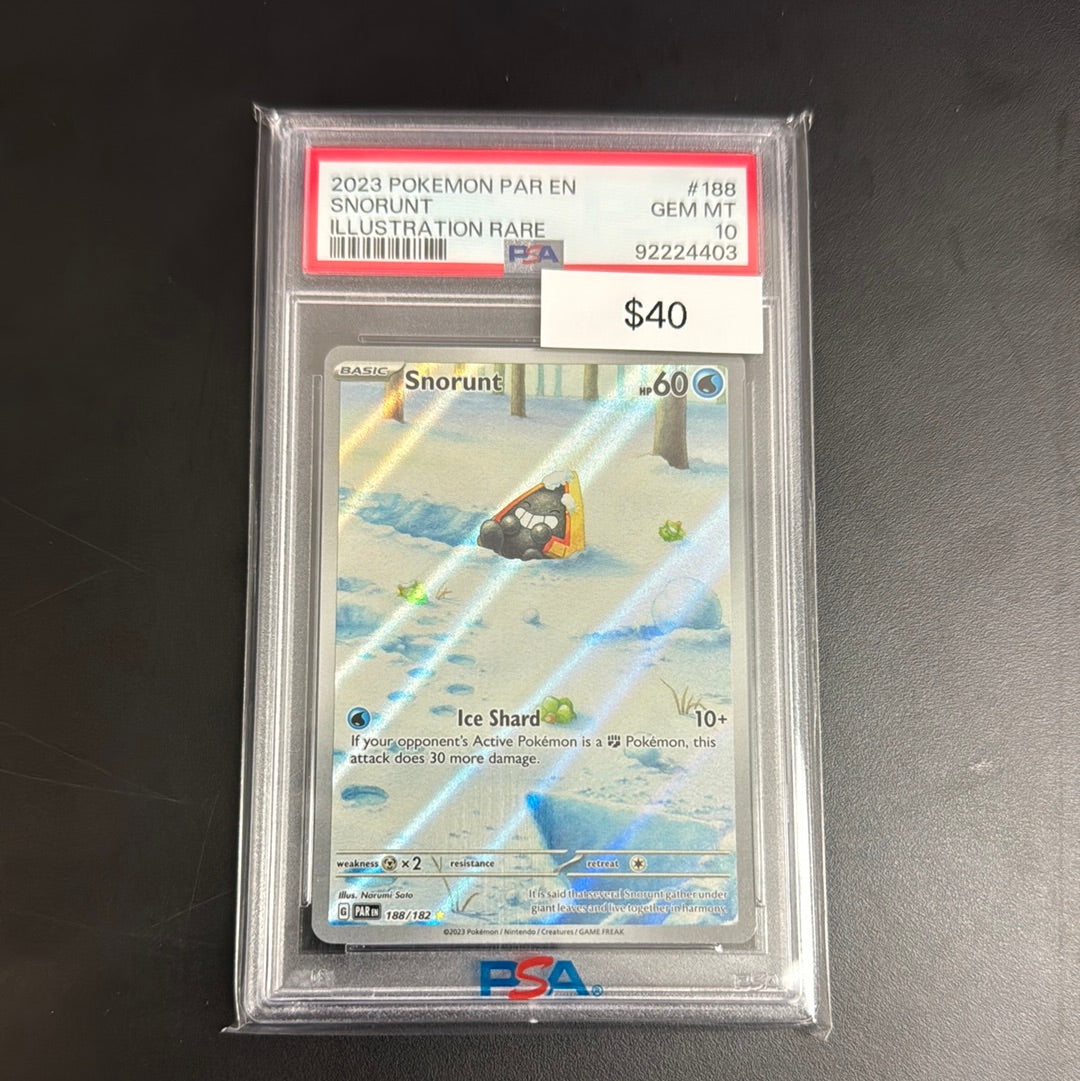 2023 POKEMON PAR EN #188
SNORUNT GEM MT
ILLUSTRATION RARE 10
PSA 92224403
$40
BASIC Snorunt HP60
Ice Shard 10+
If your opponent's Active Pokémon is a Pokémon, this
attack does 30 more damage.
weakness ×2 resistance retreat
Illus. Narumi Sato
It is said that several Snorunt gather under
giant leaves and live together in harmony.
G PAR EN 188/182
©2023 Pokémon / Nintendo / Creatures / GAME FREAK
PSA®